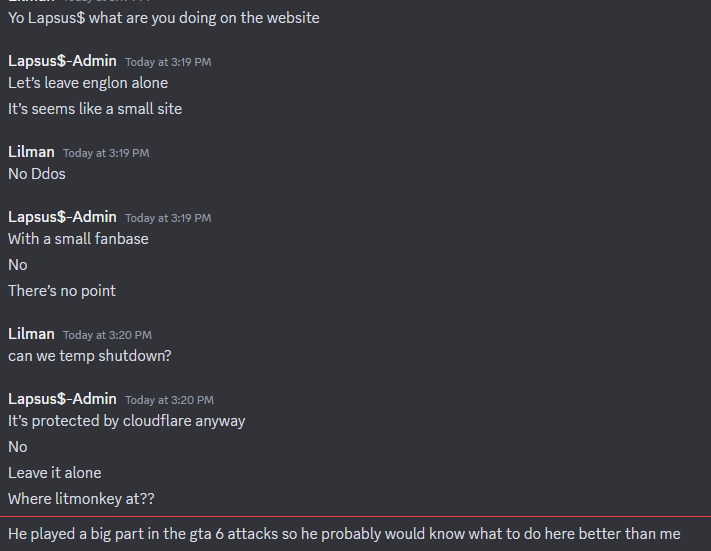 Yo Lapsus$ what are you doing on the website
Lapsus$-Admin Today at 3:19 PM
Let's leave englon alone
It's seems like a small site
Lilman Today at 3:19 PM
No Ddos
Lapsus$-Admin Today at 3:19 PM
With a small fanbase
No
There's no point
Lilman Today at 3:20 PM
can we temp shutdown?
Lapsus$-Admin Today at 3:20 PM
It's protected by cloudflare anyway
No
Leave it alone
Where litmonkey at??
He played a big part in the gta 6 attacks so he probably would know what to do here better than me